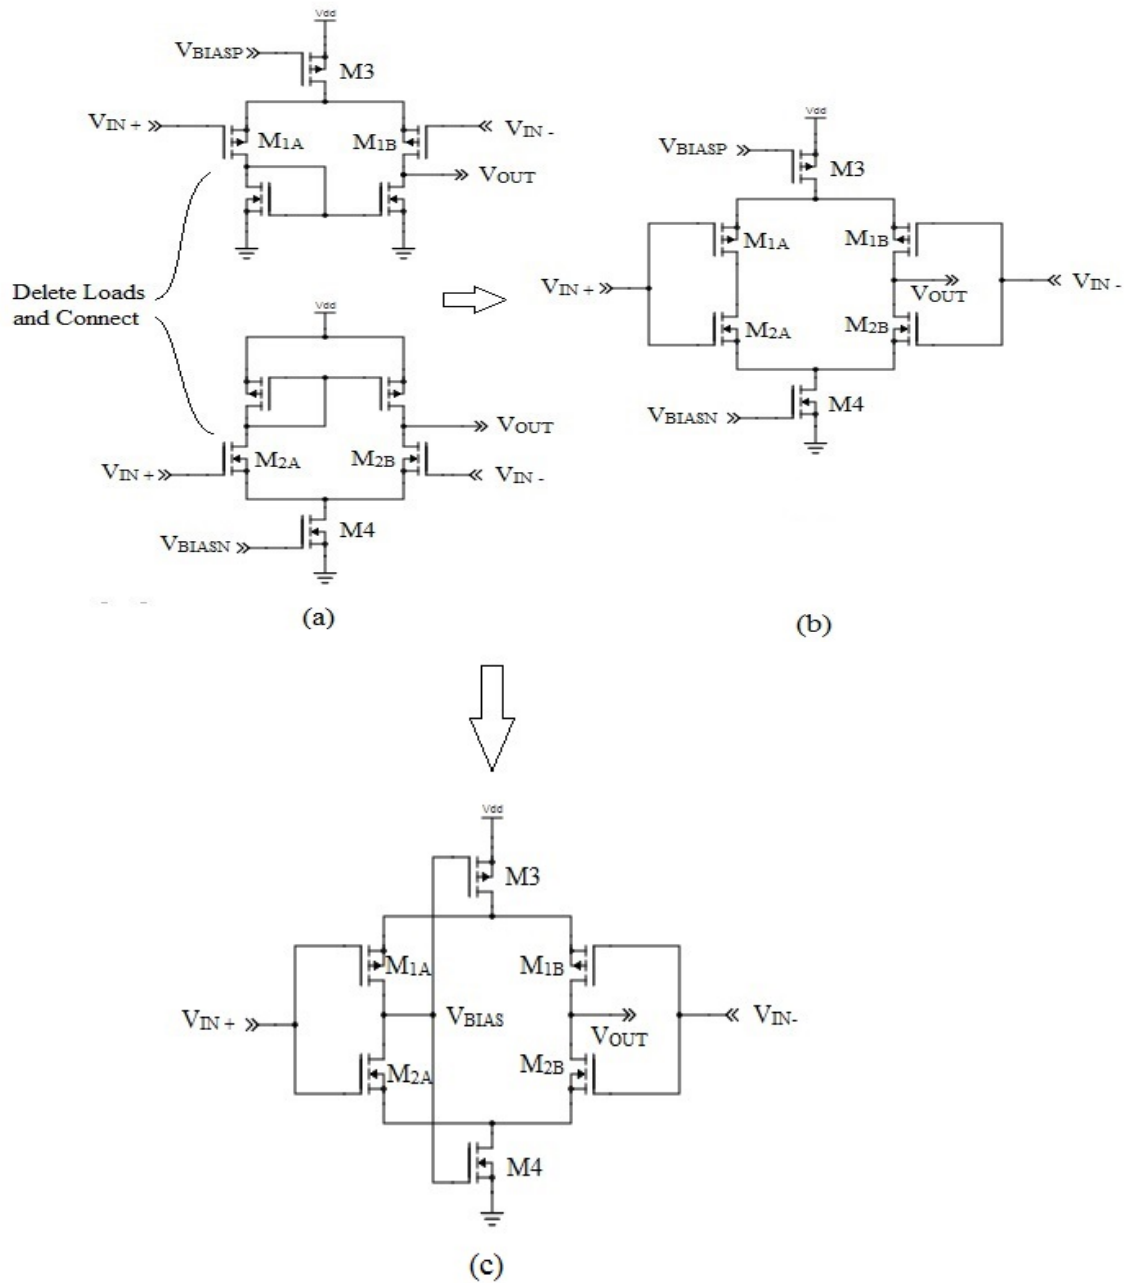 Vdd
VBIASP
M3
VIN +
M1A
M1B
VIN -
VOUT
Delete Loads
and Connect
Vdd
VOUT
VIN +
M2A
M2B
VIN -
M4
VBIASN
(a)
Vdd
VBIASP
M3
M1A
M1B
VIN +
VOUT
VIN -
M2A
M2B
VBIASN
M4
(b)
Vdd
M3
M1A
M1B
VIN +
VBIAS
VOUT
VIN-
M2A
M2B
M4
(c)